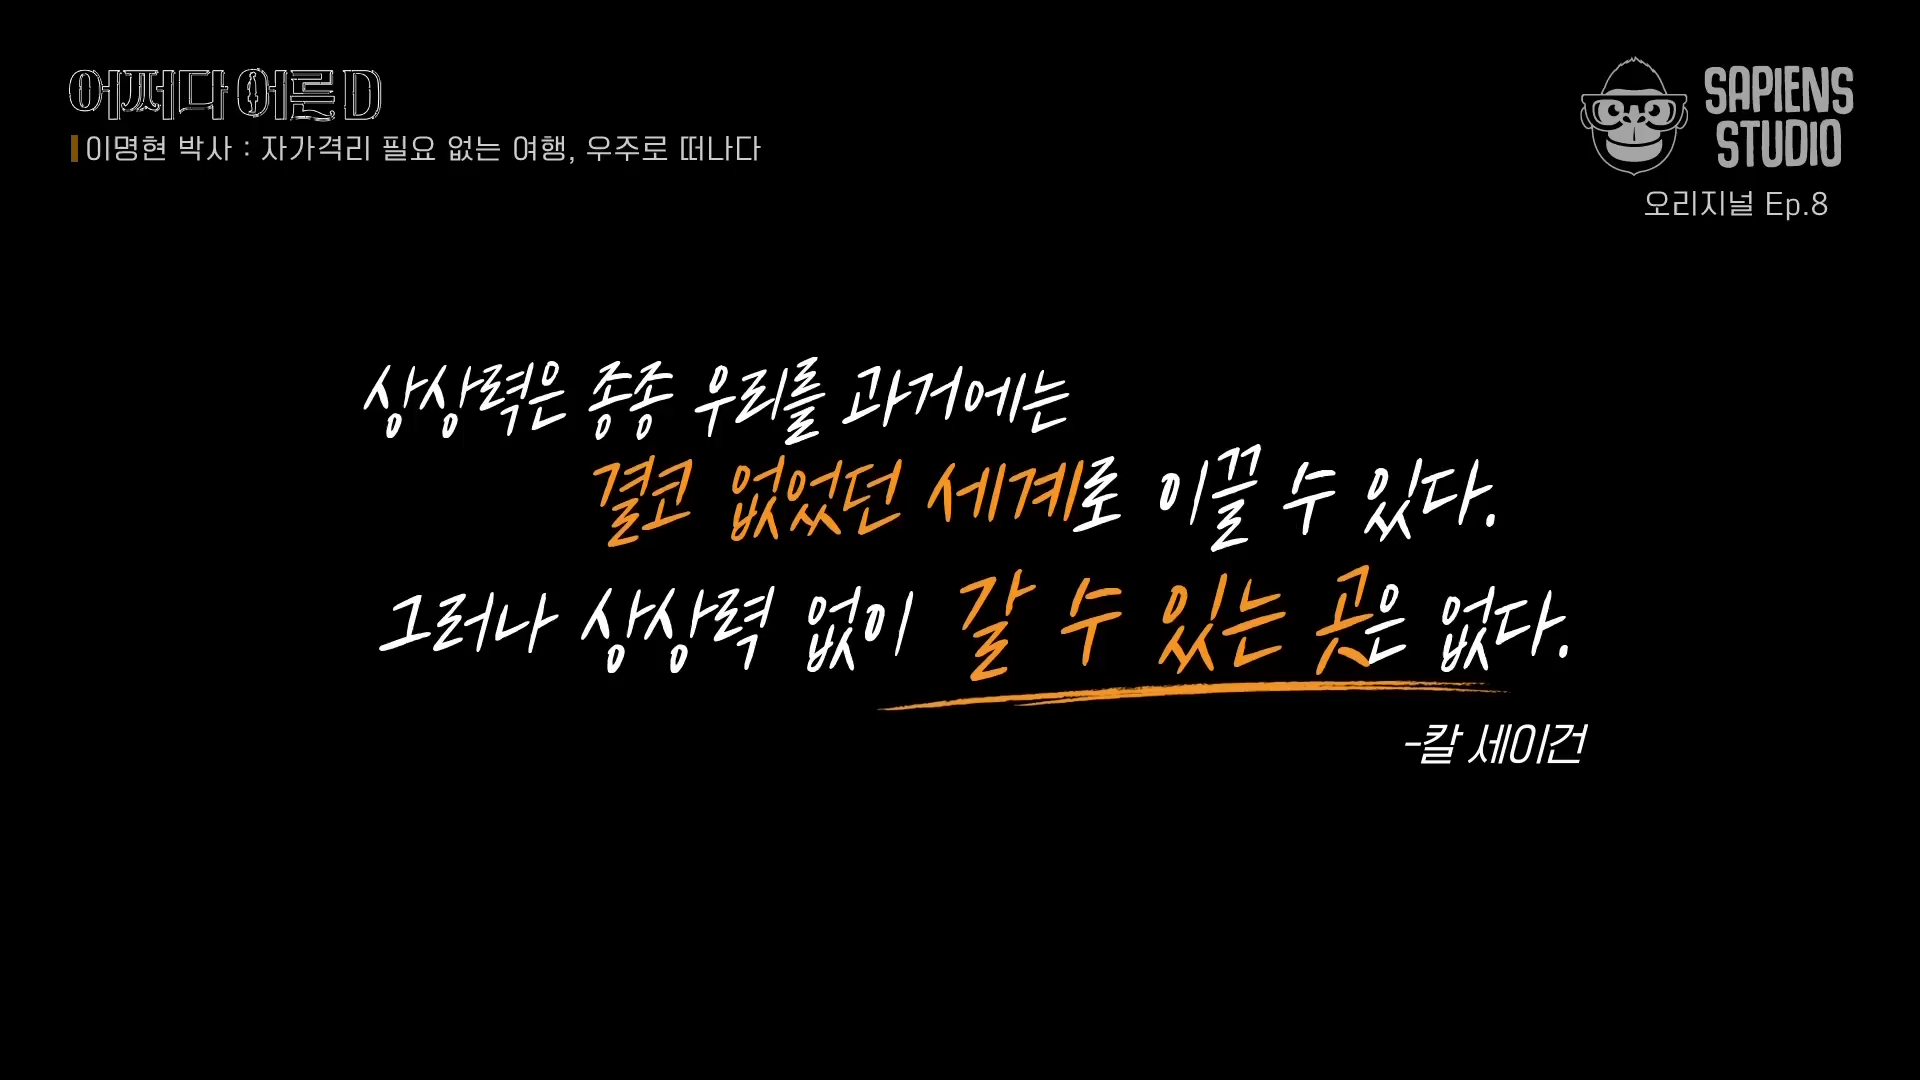 어쩌다 어른 D
이명현 박사 : 자가격리 필요 없는 여행, 우주로 떠나다
SAPIENS
STUDIO
오리지널 Ep.8
상상력은 종종 우리를 과거에는
결코 없었던 세계로 이끌 수 있다.
그러나 상상력 없이 갈 수 있는 곳은 없다.
-칼 세이건